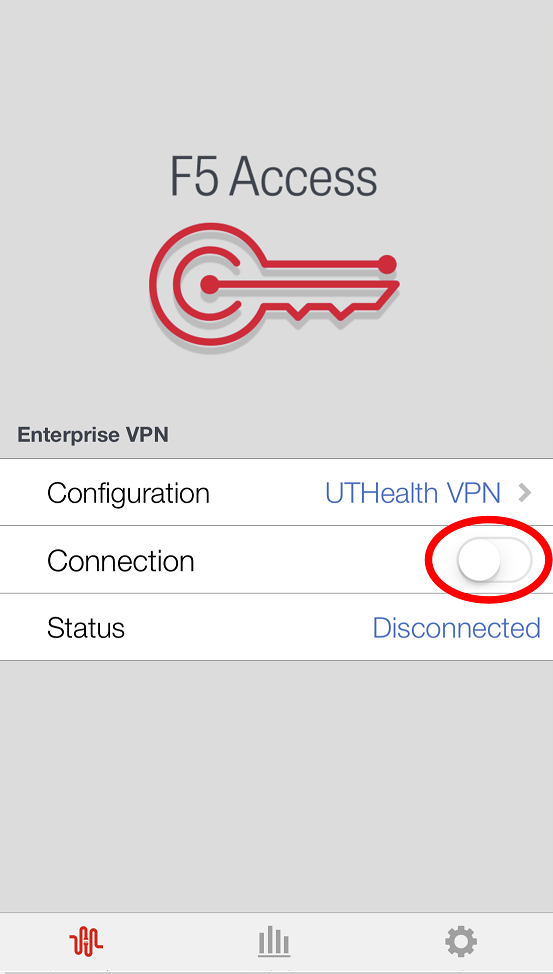 F5 Access
Enterprise VPN
Configuration UTHealth VPN
Connection
Status Disconnected